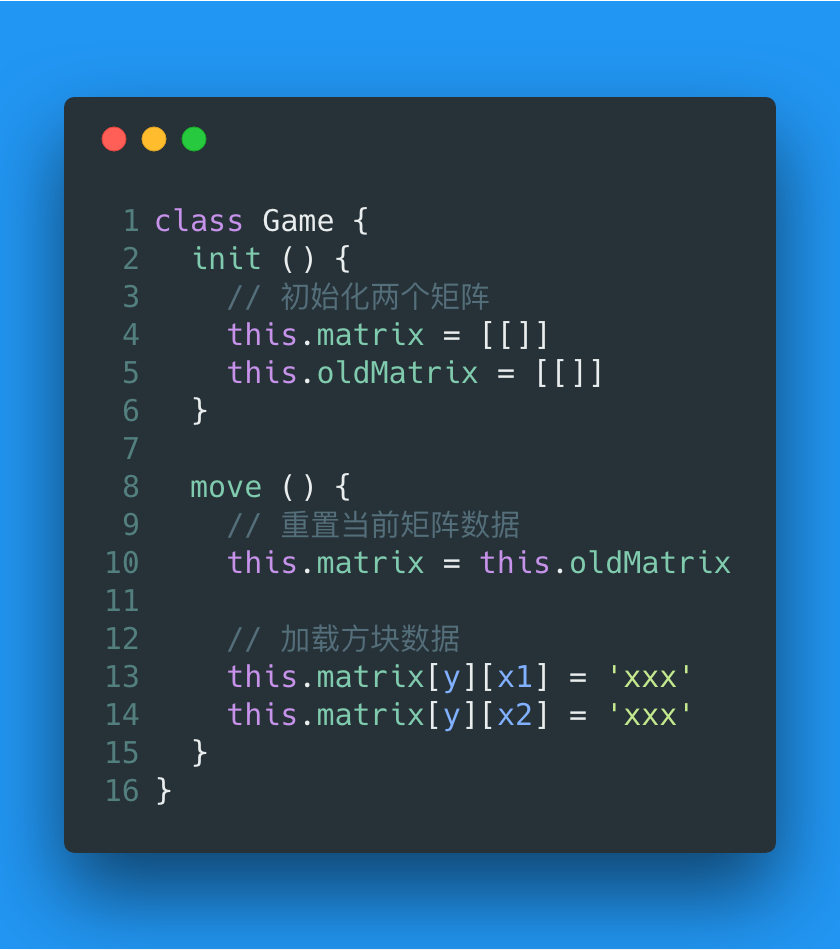 1 class Game {
2   init () {
3     // 初始化两个矩阵
4     this.matrix = [[]]
5     this.oldMatrix = [[]]
6   }
7
8   move () {
9     // 重置当前矩阵数据
10     this.matrix = this.oldMatrix
11
12     // 加载方块数据
13     this.matrix[y][x1] = 'xxx'
14     this.matrix[y][x2] = 'xxx'
15   }
16 }